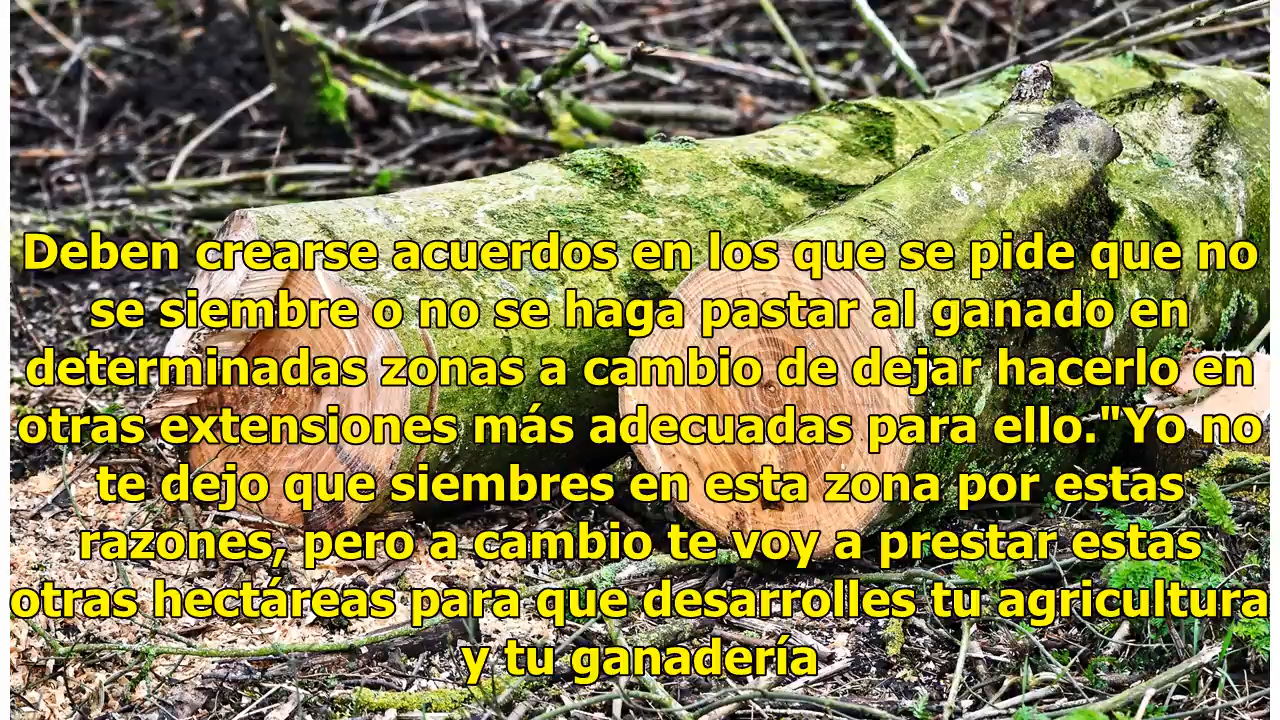 Deben crearse acuerdos en los que se pide que no
se siembre o no se haga pastar al ganado en
determinadas zonas a cambio de dejar hacerlo en
otras extensiones más adecuadas para ello."Yo no
te dejo que siembres en esta zona por estas
razones, pero a cambio te voy a prestar estas
otras hectáreas para que desarrolles tu agricultura
y tu ganadería